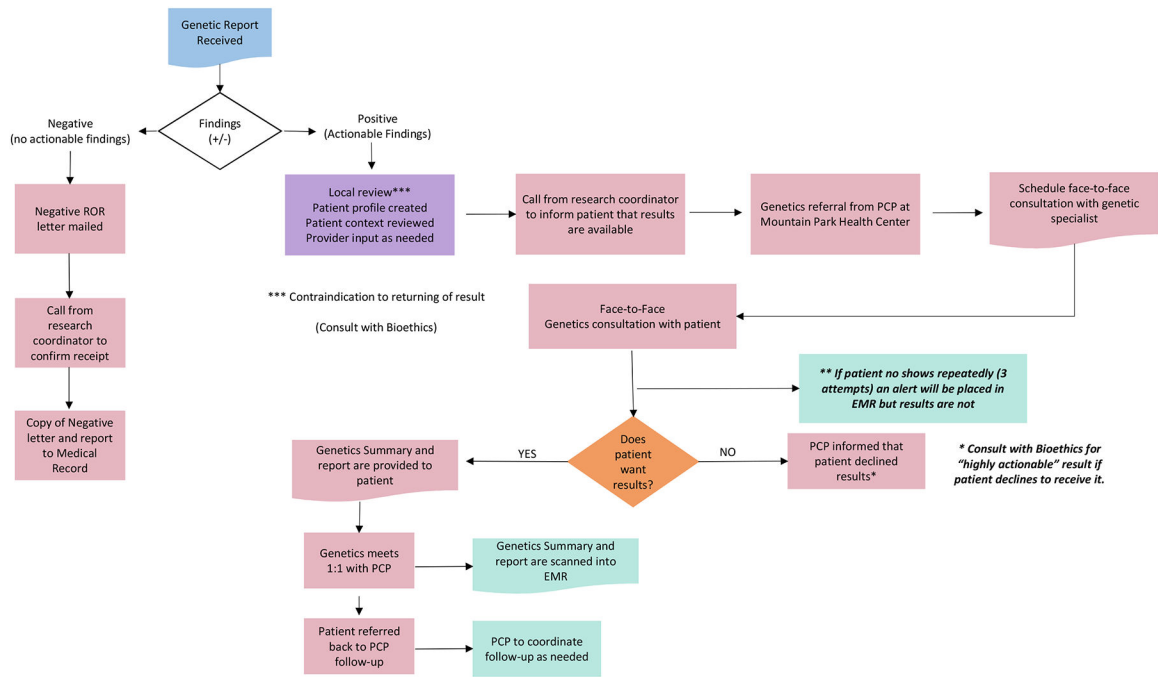 Genetic Report
Received
Findings
(+/-)
Negative
(no actionable findings)
Positive
(Actionable Findings)
Negative ROR
letter mailed
Call from
research
coordinator to
confirm receipt
Copy of Negative
letter and report
to Medical
Record
Local review***
Patient profile created
Patient context reviewed
Provider input as needed
Call from research coordinator
to inform patient that results
are available
Genetics referral from PCP at
Mountain Park Health Center
Schedule face-to-face
consultation with genetic
specialist
*** Contraindication to returning of result
(Consult with Bioethics)
Face-to-Face
Genetics consultation with patient
** If patient no shows repeatedly (3
attempts) an alert will be placed in
EMR but results are not
Does
patient
want
results?
YES
NO
PCP informed that
patient declined
results*
* Consult with Bioethics for
“highly actionable” result if
patient declines to receive it.
Genetics Summary and
report are provided to
patient
Genetics meets
1:1 with PCP
Genetics Summary and
report are scanned into
EMR
Patient referred
back to PCP
follow-up
PCP to coordinate
follow-up as needed